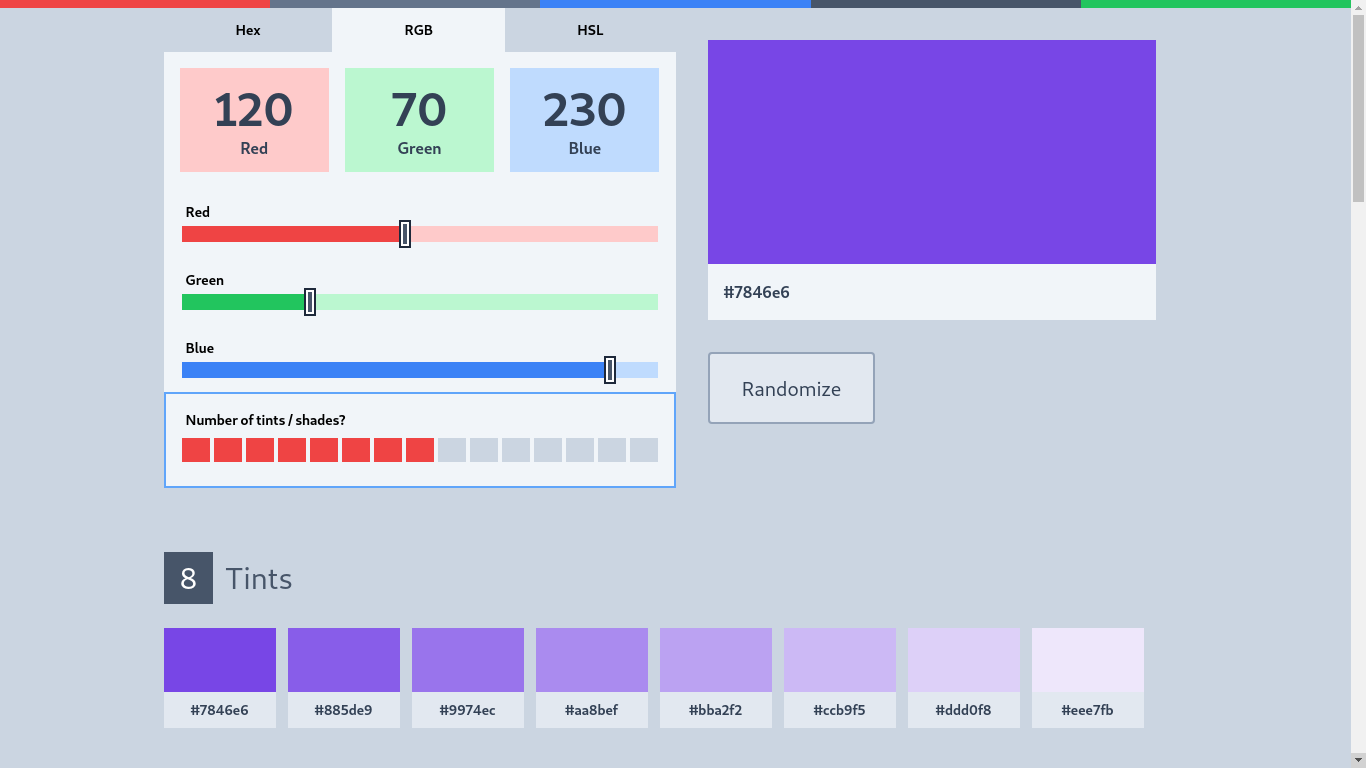 Hex
RGB
HSL
120
Red
70
Green
230
Blue
Red
Green
Blue
Number of tints / shades?
#7846e6
Randomize
8 Tints
#7846e6
#885de9
#9974ec
#aa8bef
#bba2f2
#ccb9f5
#ddd0f8
#eee7fb